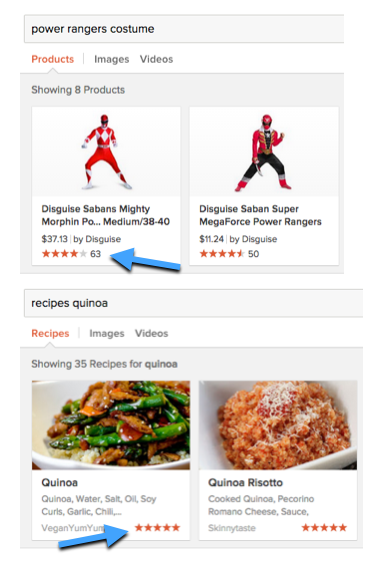 power rangers costume
Products Images Videos
Showing 8 Products
Disguise Sabans Mighty
Morphin Po... Medium/38-40
$37.13 by Disguise
63
Disguise Saban Super
MegaForce Power Rangers
$11.24 by Disguise
50
recipes quinoa
Recipes Images Videos
Showing 35 Recipes for quinoa
Quinoa
Quinoa, Water, Salt, Oil, Soy
Curls, Garlic, Chili,...
VeganYumYum
Quinoa Risotto
Cooked Quinoa, Pecorino
Romano Cheese, Sauce,
Skinnytaste